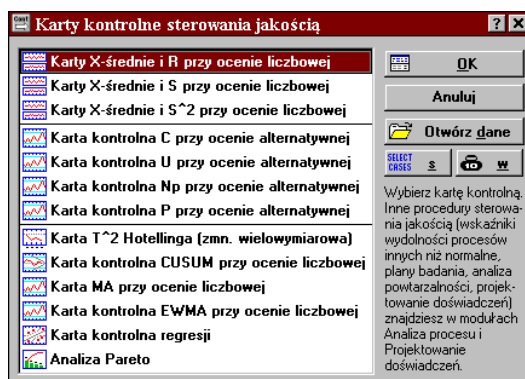 Karty kontrolne sterowania jakością
Karty X-średnie i R przy ocenie liczbowej
Karty X-średnie i S przy ocenie liczbowej
Karty X-średnie i S^2 przy ocenie liczbowej
Karta kontrolna C przy ocenie alternatywnej
Karta kontrolna U przy ocenie alternatywnej
Karta kontrolna Np przy ocenie alternatywnej
Karta kontrolna P przy ocenie alternatywnej
Karta T^2 Hotellinga (zmn. wielowymiarowa)
Karta kontrolna CUSUM przy ocenie liczbowej
Karta MA przy ocenie liczbowej
Karta kontrolna EWMA przy ocenie liczbowej
Karta kontrolna regresji
Analiza Pareto
OK
Anuluj
Otwórz dane
SELECT
CASES
S
W
Wybierz kartę kontrolną.
Inne procedury sterowa-
nia jakością (wskaźniki
wydolności procesów
innych niż normalne,
plany badania, analiza
powtarzalności, projek-
towanie doświadczeń)
znajdziesz w modułach
Analiza procesu i
Projektowanie
doświadczeń.